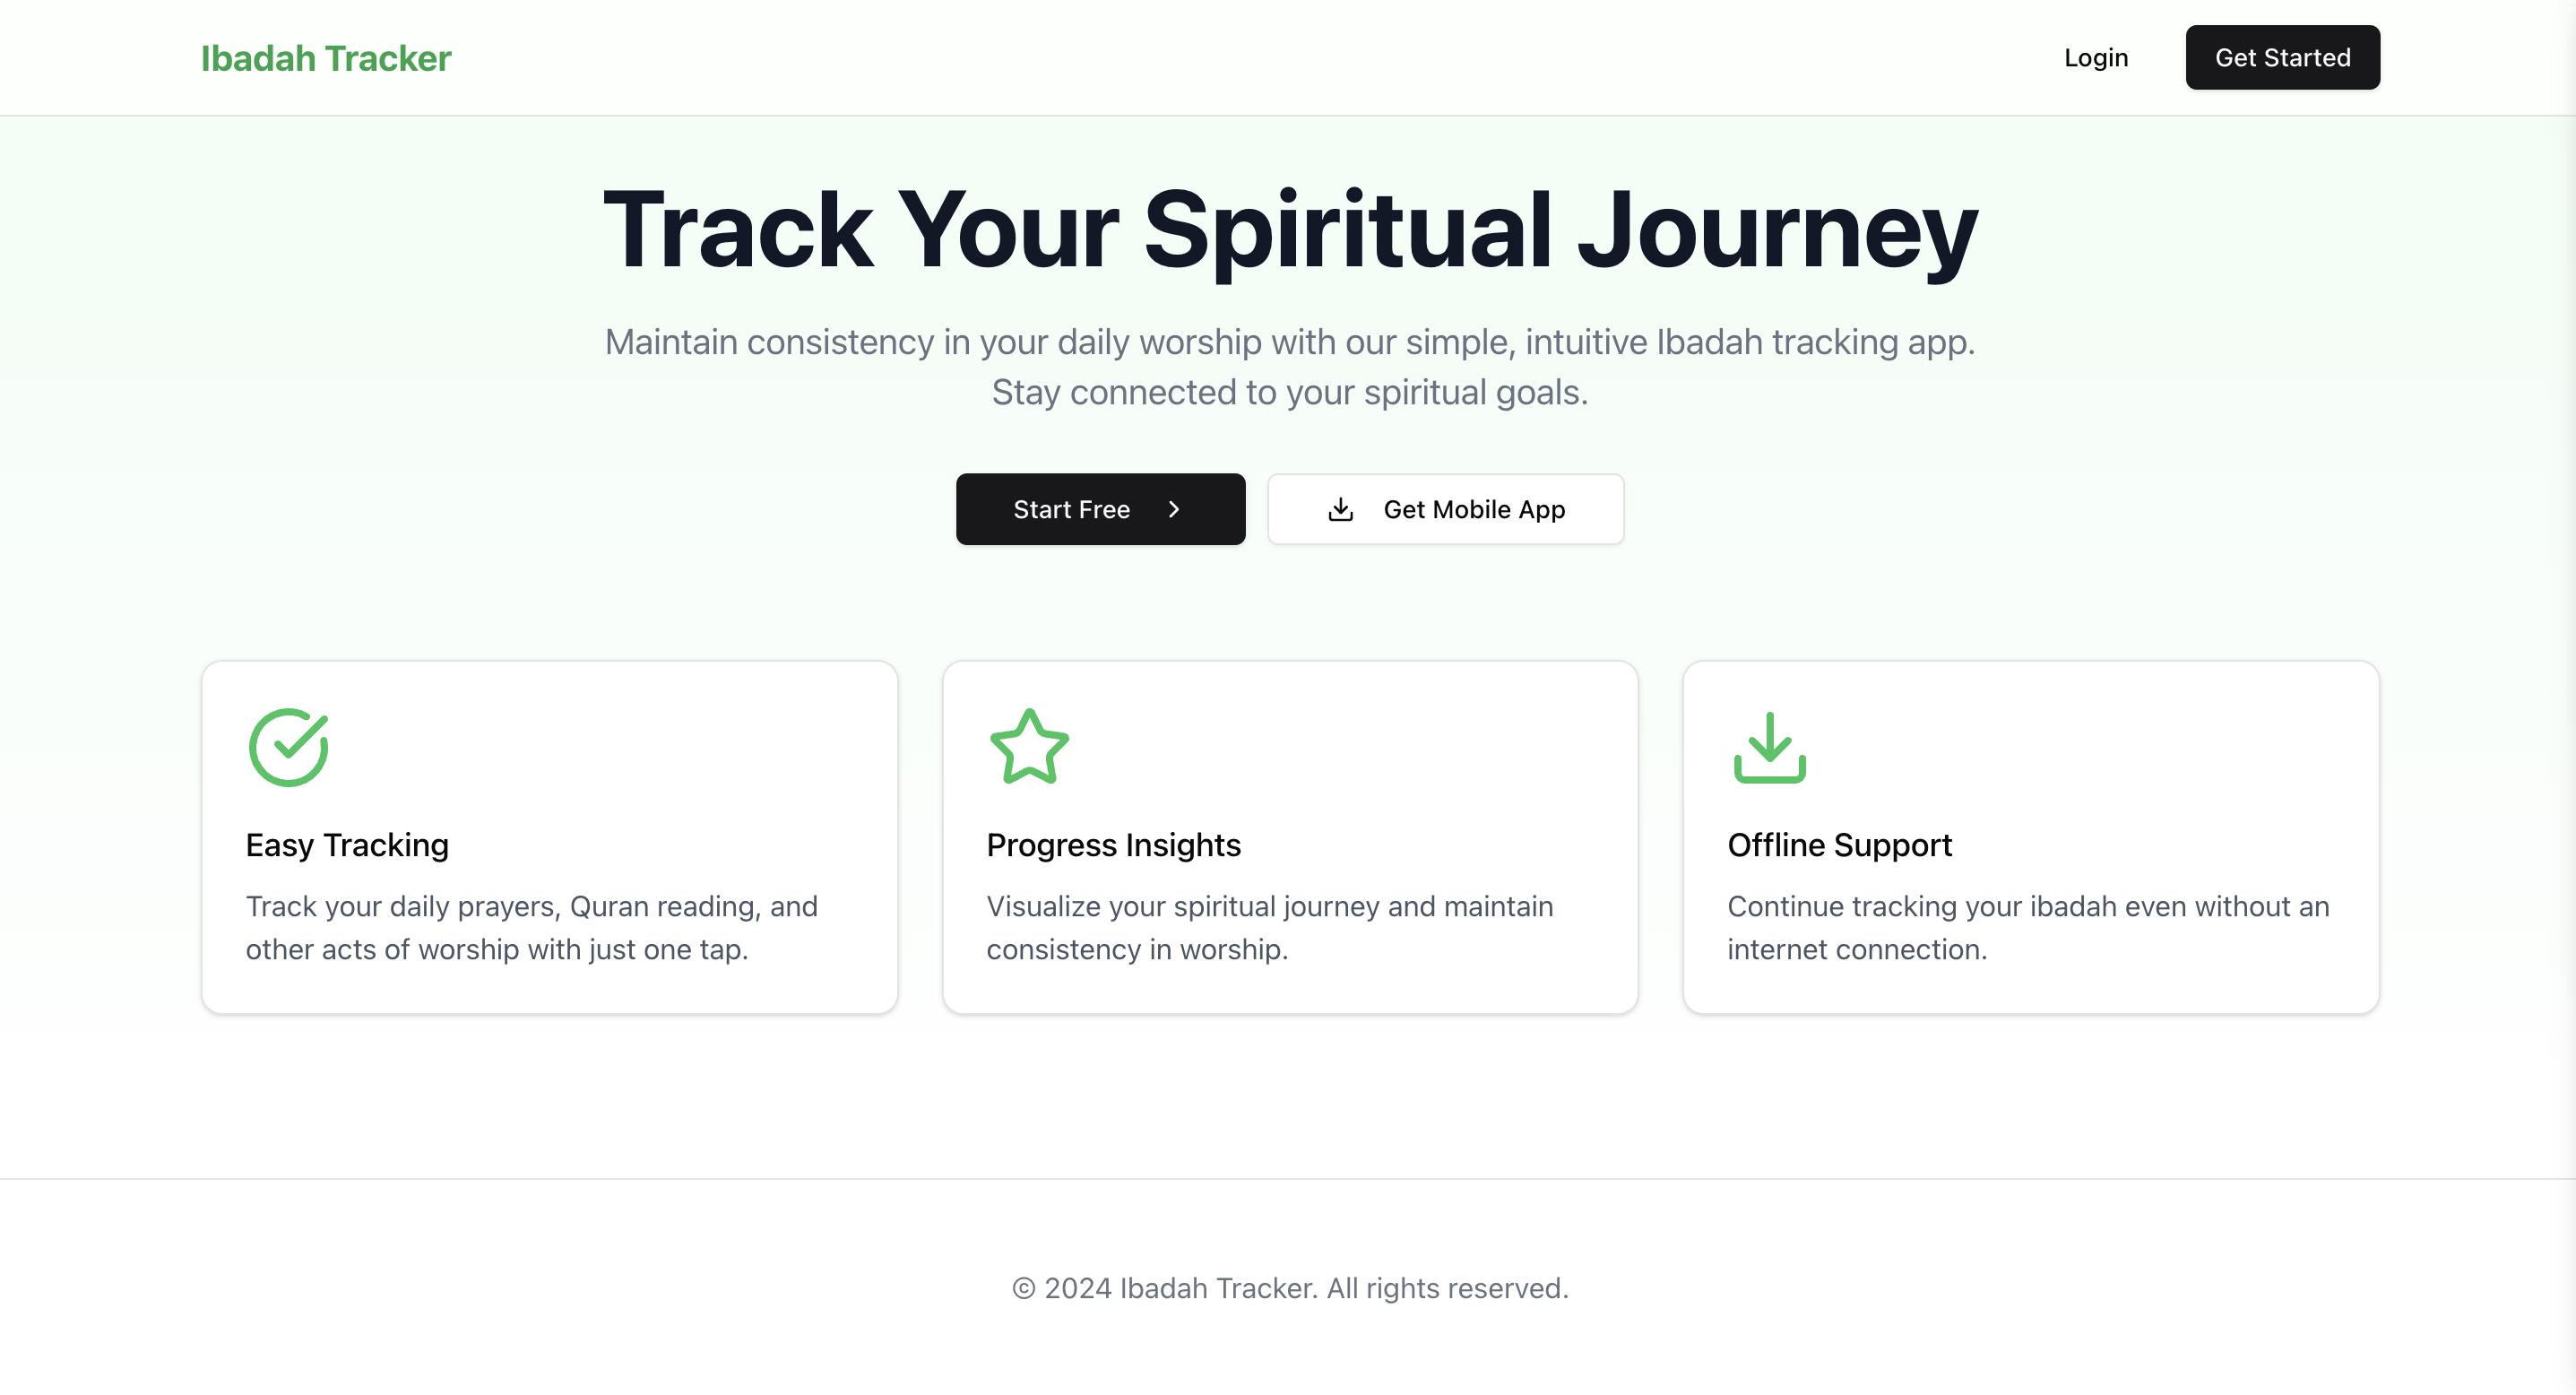 Ibadah Tracker
Login
Get Started
Track Your Spiritual Journey
Maintain consistency in your daily worship with our simple, intuitive Ibadah tracking app.
Stay connected to your spiritual goals.
Start Free
Get Mobile App
Easy Tracking
Track your daily prayers, Quran reading, and
other acts of worship with just one tap.
Progress Insights
Visualize your spiritual journey and maintain
consistency in worship.
Offline Support
Continue tracking your ibadah even without an
internet connection.
© 2024 Ibadah Tracker. All rights reserved.